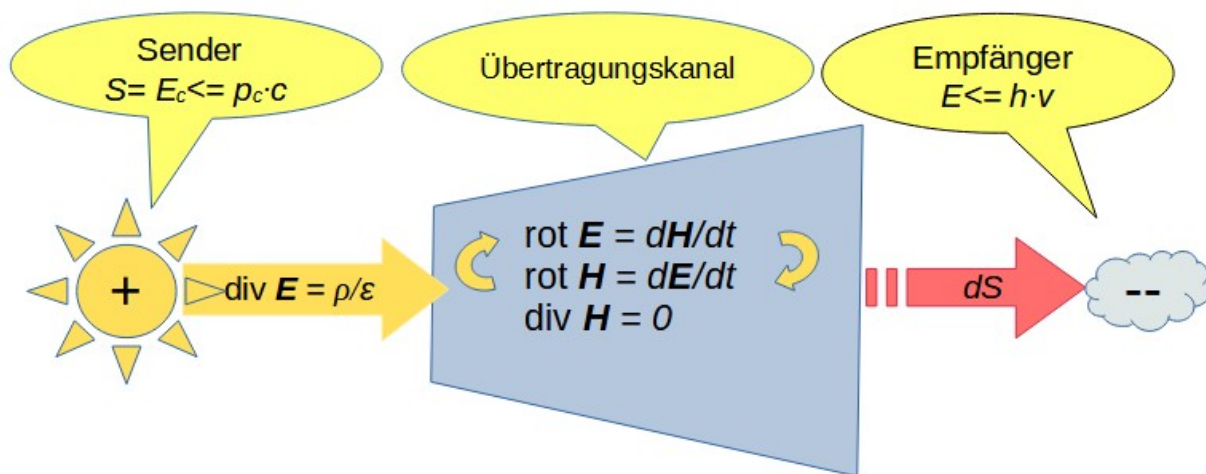 Sender
S= Ec<= pc·c
Übertragungskanal
Empfänger
E<= h·v
+
div E = ρ/ε
rot E = dH/dt
rot H = dE/dt
div H = 0
dS
--